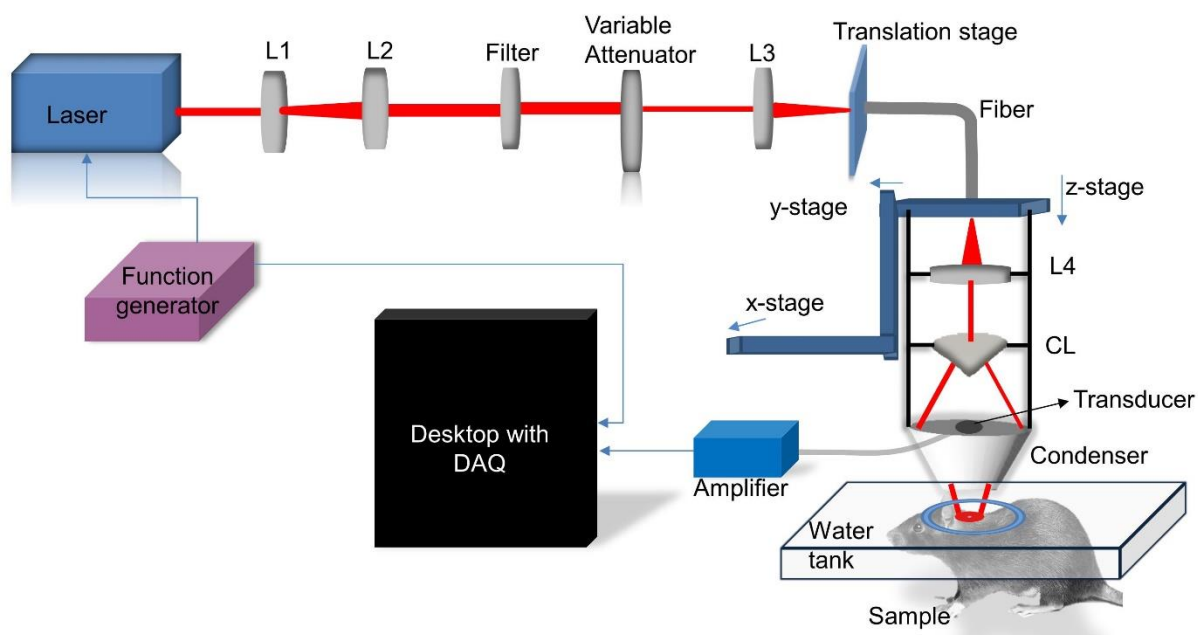 Variable
Attenuator
Translation stage
L1
L2
Filter
L3
Laser
Fiber
z-stage
y-stage
Function
generator
L4
x-stage
CL
Transducer
Desktop with
DAQ
Condenser
Amplifier
Water
tank
Sample